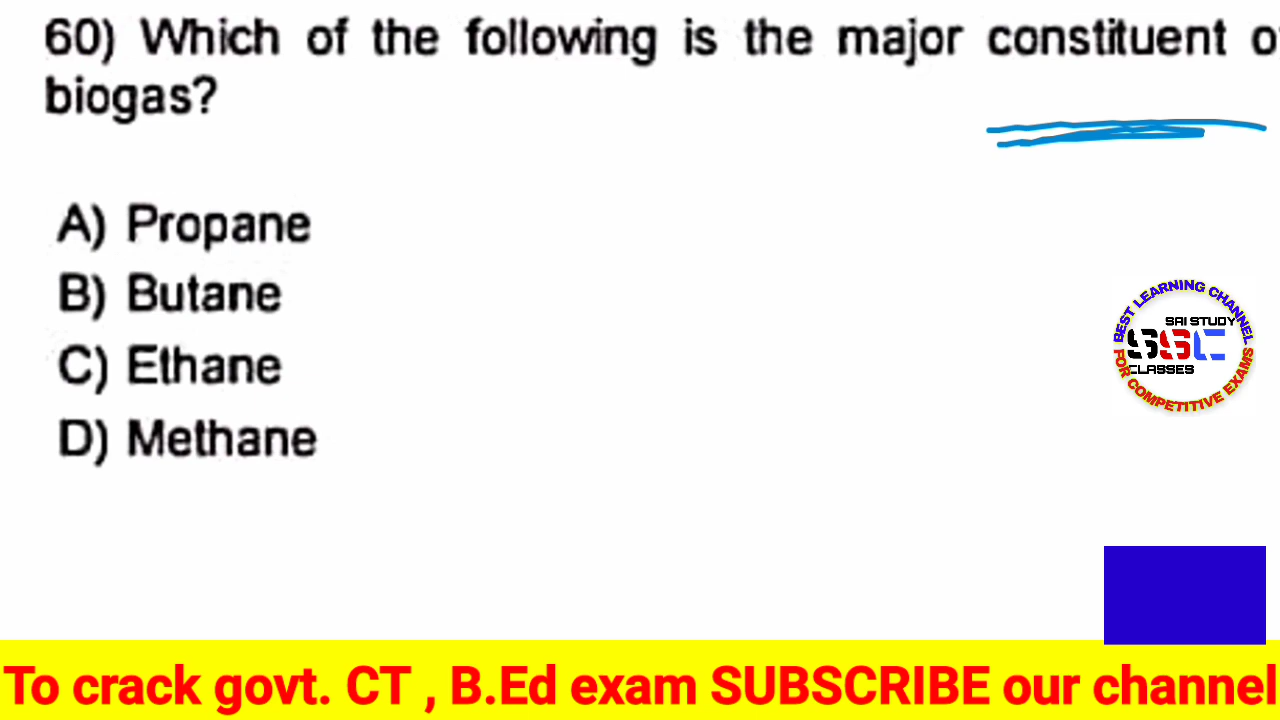 60) Which of the following is the major constituent o
biogas?
A) Propane
B) Butane
C) Ethane
D) Methane
BEST LEARNING CHANNEL
SAI STUDY
SSC
CLASSES
FOR COMPETITIVE EXAMS
To crack govt. CT , B.Ed exam SUBSCRIBE our channel